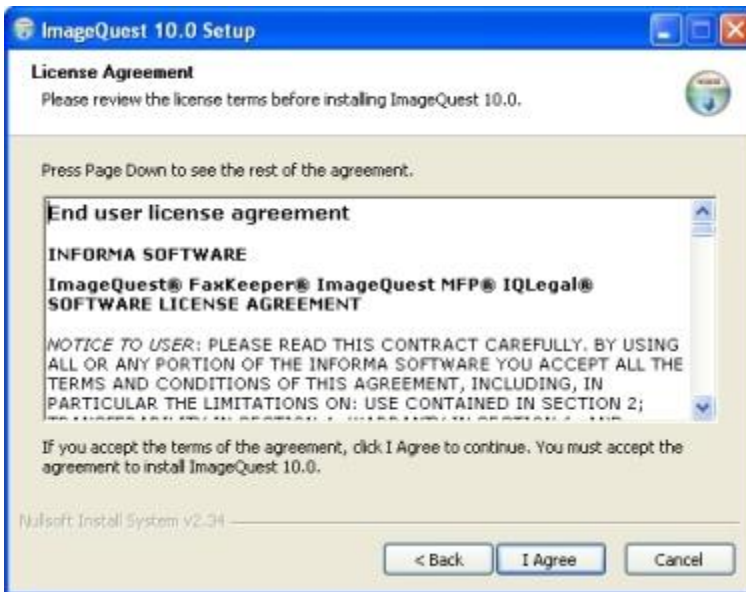 ImageQuest 10.0 Setup
License Agreement
Please review the license terms before installing ImageQuest 10.0.
Press Page Down to see the rest of the agreement.
End user license agreement
INFORMA SOFTWARE
ImageQuest® FaxKeeper® ImageQuest MFP® IQLegal®
SOFTWARE LICENSE AGREEMENT
NOTICE TO USER: PLEASE READ THIS CONTRACT CAREFULLY. BY USING
ALL OR ANY PORTION OF THE INFORMA SOFTWARE YOU ACCEPT ALL THE
TERMS AND CONDITIONS OF THIS AGREEMENT, INCLUDING, IN
PARTICULAR THE LIMITATIONS ON: USE CONTAINED IN SECTION 2;
If you accept the terms of the agreement, click I Agree to continue. You must accept the
agreement to install ImageQuest 10.0.
Nullsoft Install System v2.34
< Back
I Agree
Cancel